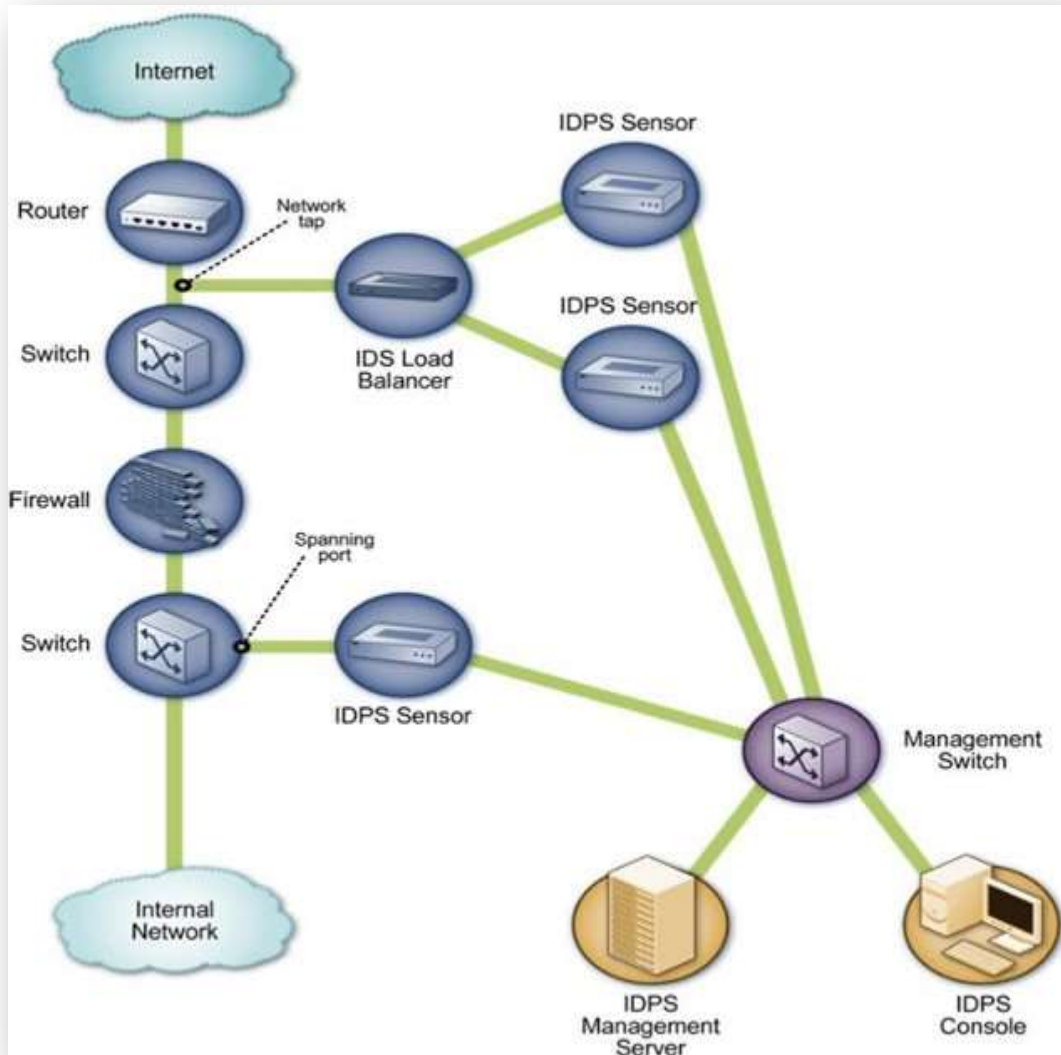 Internet
IDPS Sensor
Router
Network
tap
IDPS Sensor
Switch
IDS Load
Balancer
Firewall
Spanning
port
Switch
IDPS Sensor
Management
Switch
Internal
Network
IDPS
Management
Server
IDPS
Console